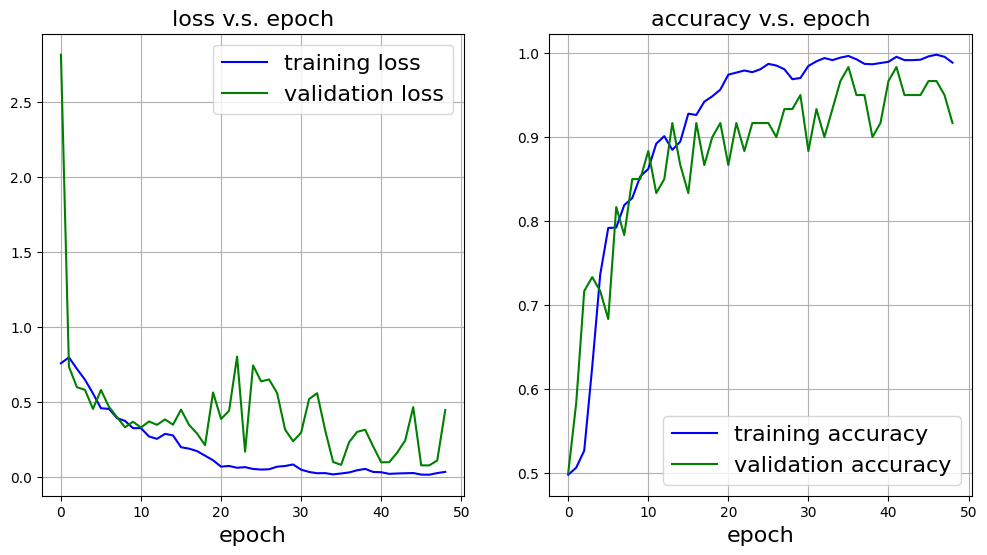 loss v.s. epoch
training loss
validation loss
2.5
2.0
1.5
1.0
0.5
0.0
0 10 20 30 40 50
epoch
accuracy v.s. epoch
1.0
0.9
0.8
0.7
0.6
0.5
training accuracy
validation accuracy
0 10 20 30 40 50
epoch